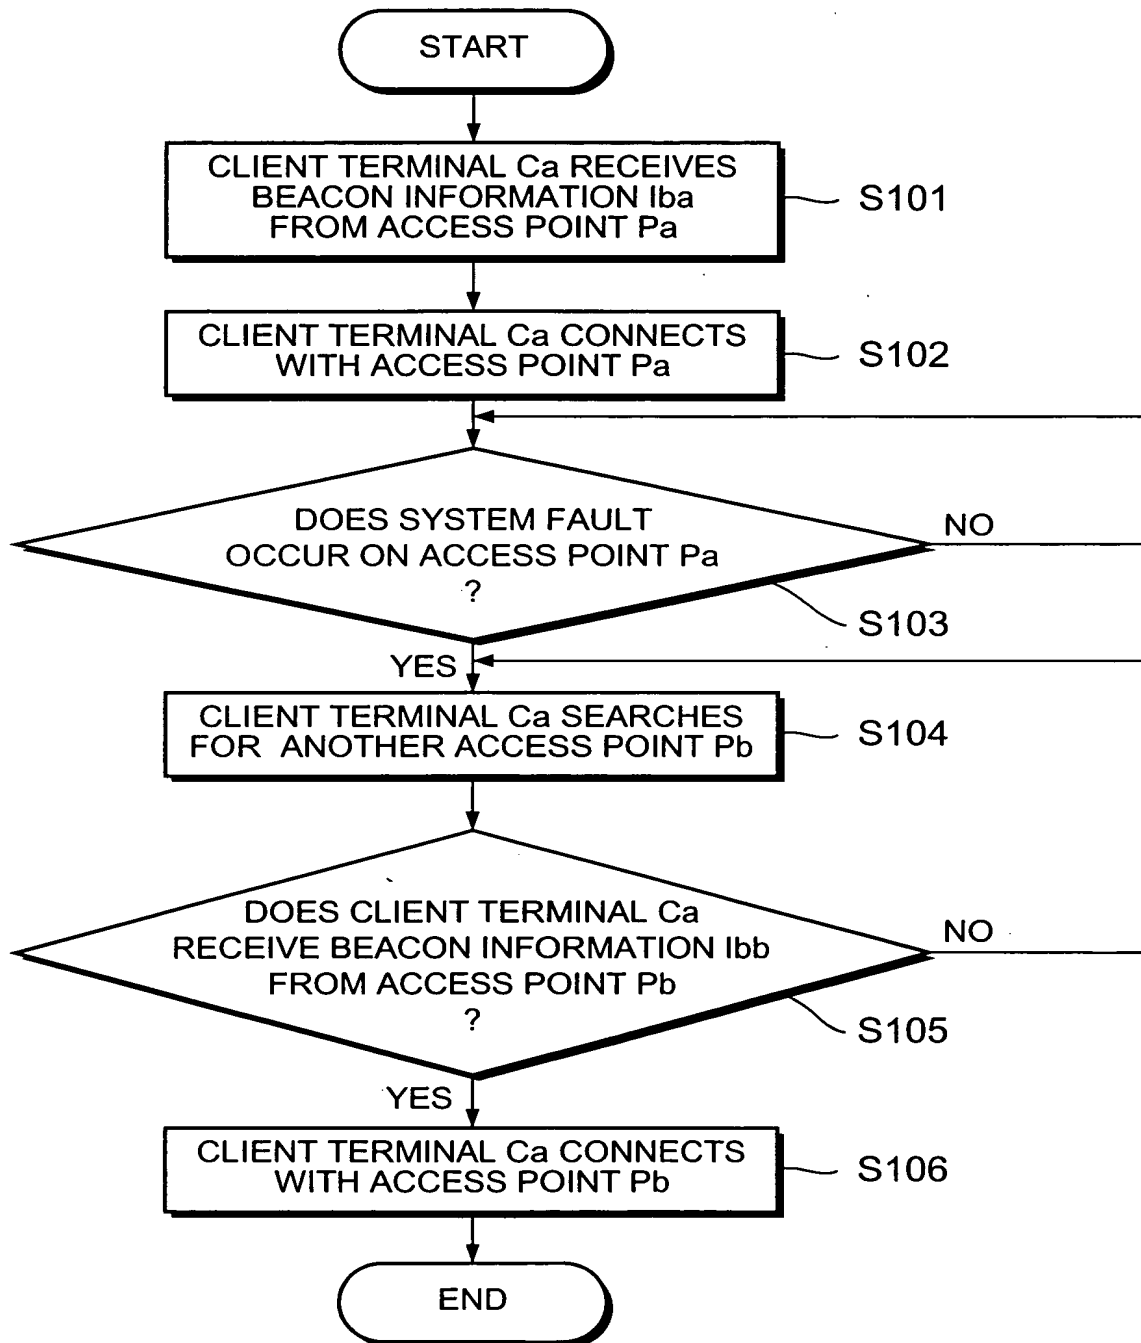 START
CLIENT TERMINAL Ca RECEIVES
BEACON INFORMATION Iba
FROM ACCESS POINT Pa
S101
CLIENT TERMINAL Ca CONNECTS
WITH ACCESS POINT Pa
S102
DOES SYSTEM FAULT
OCCUR ON ACCESS POINT Pa
?
NO
S103
YES
CLIENT TERMINAL Ca SEARCHES
FOR ANOTHER ACCESS POINT Pb
S104
DOES CLIENT TERMINAL Ca
RECEIVE BEACON INFORMATION Ibb
FROM ACCESS POINT Pb
?
NO
S105
YES
CLIENT TERMINAL Ca CONNECTS
WITH ACCESS POINT Pb
S106
END